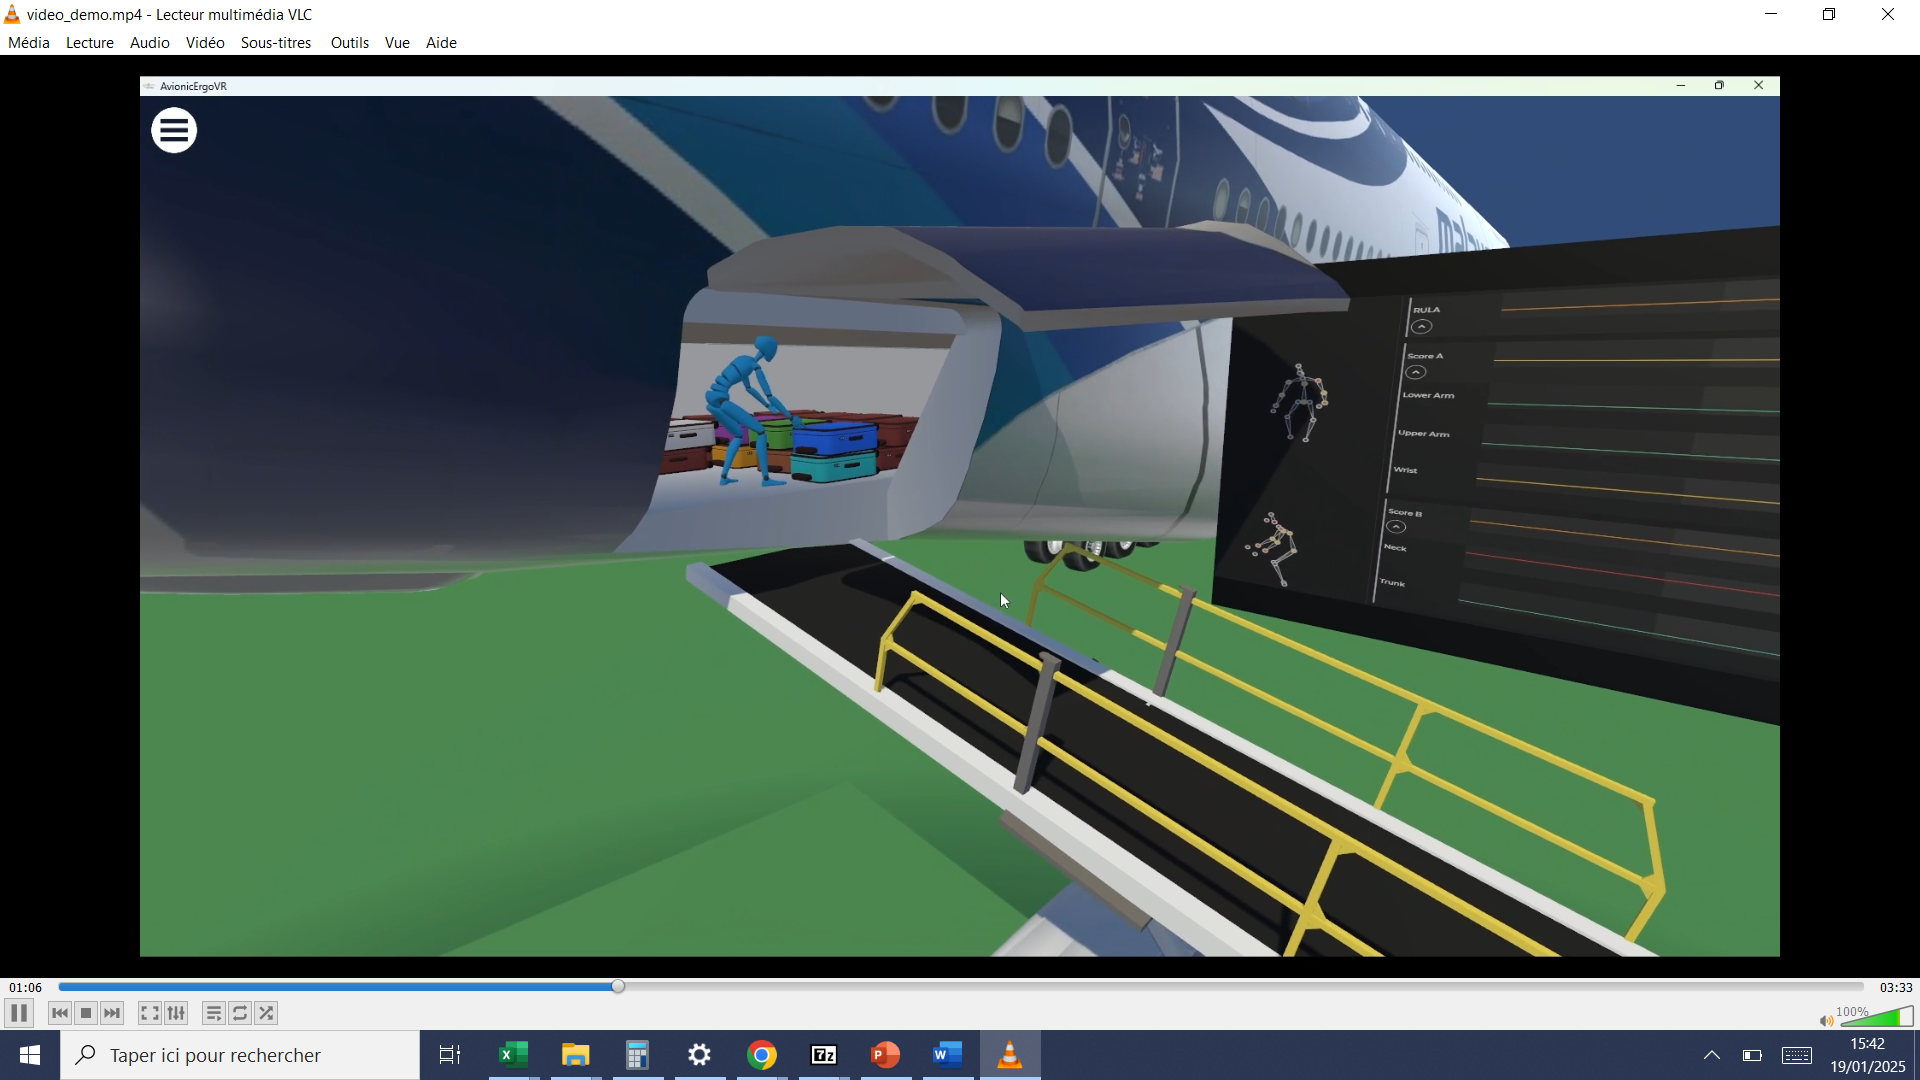 video_demo.mp4 - Lecteur multimédia VLC
Média Lecture Audio Vidéo Sous-titres Outils Vue Aide
AvionicErgoVR
RULA
Score A
Lower Arm
Upper Arm
Wrist
Score B
Neck
Trunk
01:06
03:33
100%
Taper ici pour rechercher
15:42
19/01/2025